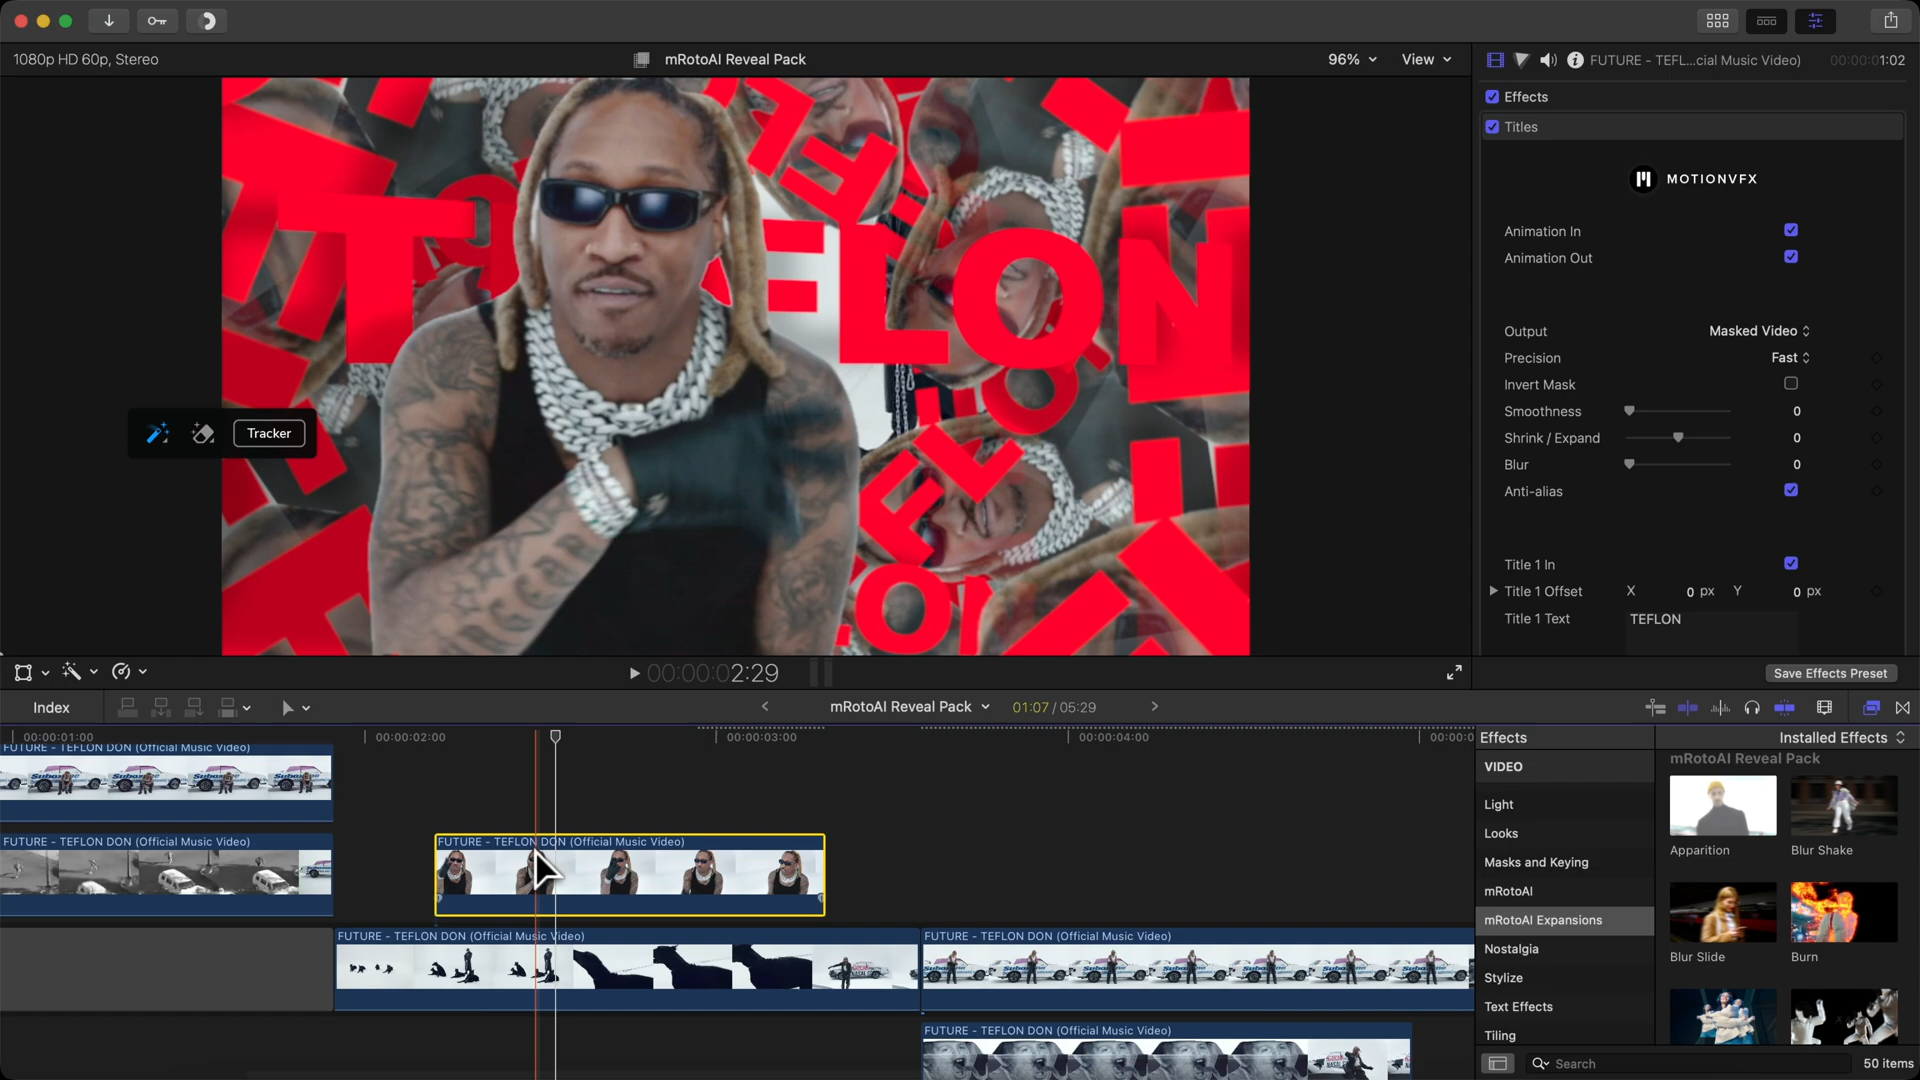 1080p HD 60p, Stereo
mRotoAI Reveal Pack
96%
View
FUTURE - TEFL...cial Music Video)
00:00:01:02
Effects
Titles
MOTIONVFX
Animation In
Animation Out
Output
Masked Video
Precision
Fast
Invert Mask
Smoothness
0
Shrink / Expand
0
Blur
0
Anti-alias
Title 1 In
Title 1 Offset
X
0 px
Y
0 px
Title 1 Text
TEFLON
Tracker
T FLON
00:00:02:29
Save Effects Preset
Index
mRotoAI Reveal Pack
01:07 / 05:29
00:00:01:00
00:00:02:00
00:00:03:00
00:00:04:00
00:00:0
FUTURE - TEFLON DON (Official Music Video)
FUTURE - TEFLON DON (Official Music Video)
FUTURE - TEFLON DON (Official Music Video)
FUTURE - TEFLON DON (Official Music Video)
FUTURE - TEFLON DON (Official Music Video)
FUTURE - TEFLON DON (Official Music Video)
Effects
Installed Effects
VIDEO
Light
Looks
Masks and Keying
mRotoAI
mRotoAI Expansions
Nostalgia
Stylize
Text Effects
Tiling
mRotoAI Reveal Pack
Apparition
Blur Shake
Blur Slide
Burn
Search
50 items